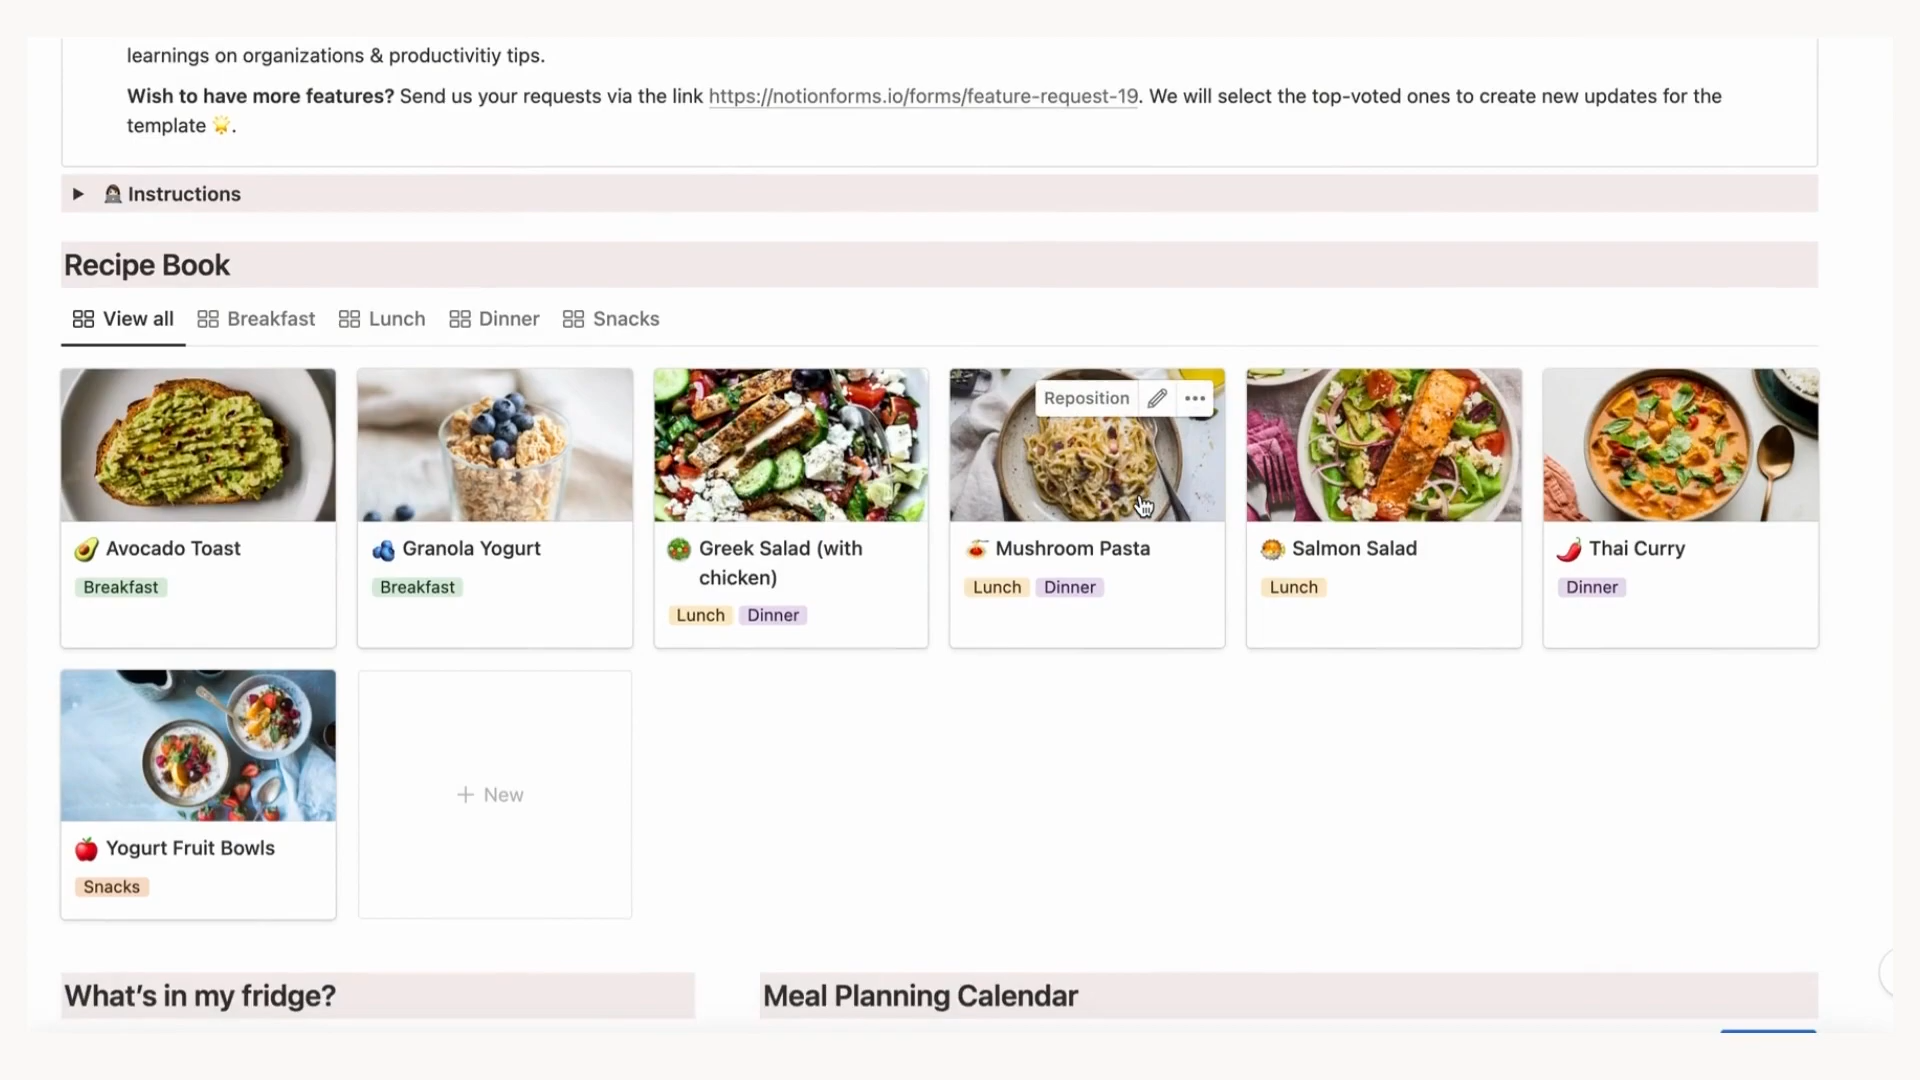 learnings on organizations & productivitiy tips.
Wish to have more features? Send us your requests via the link https://notionforms.io/forms/feature-request-19. We will select the top-voted ones to create new updates for the
template 🌟.
Instructions
Recipe Book
View all Breakfast Lunch Dinner Snacks
Reposition
Avocado Toast
Breakfast
Granola Yogurt
Breakfast
Greek Salad (with
chicken)
Lunch Dinner
Mushroom Pasta
Lunch Dinner
Salmon Salad
Lunch
Thai Curry
Dinner
Yogurt Fruit Bowls
Snacks
+ New
What's in my fridge?
Meal Planning Calendar